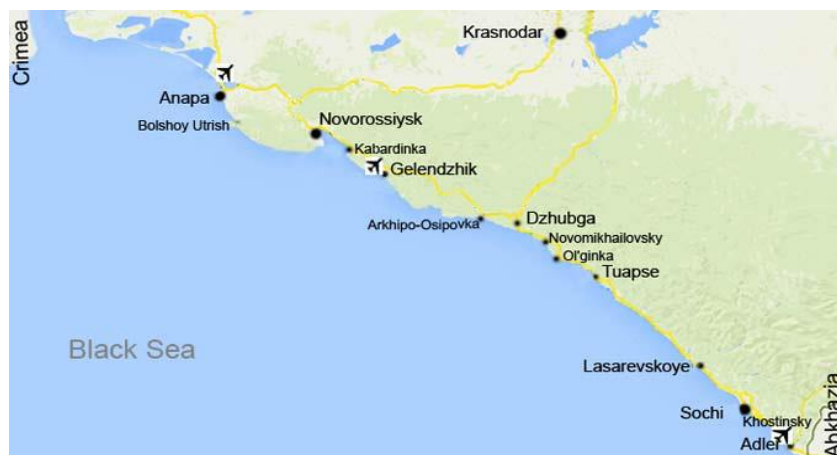 Crimea
Krasnodar
Anapa
Bolshoy Utrish
Novorossiysk
Kabardinka
Gelendzhik
Arkhipo-Osipovka
Dzhubga
Novomikhailovsky
Ol'ginka
Tuapse
Black Sea
Lasarevskoye
Sochi
Khostinsky
Adler
Abkhazia